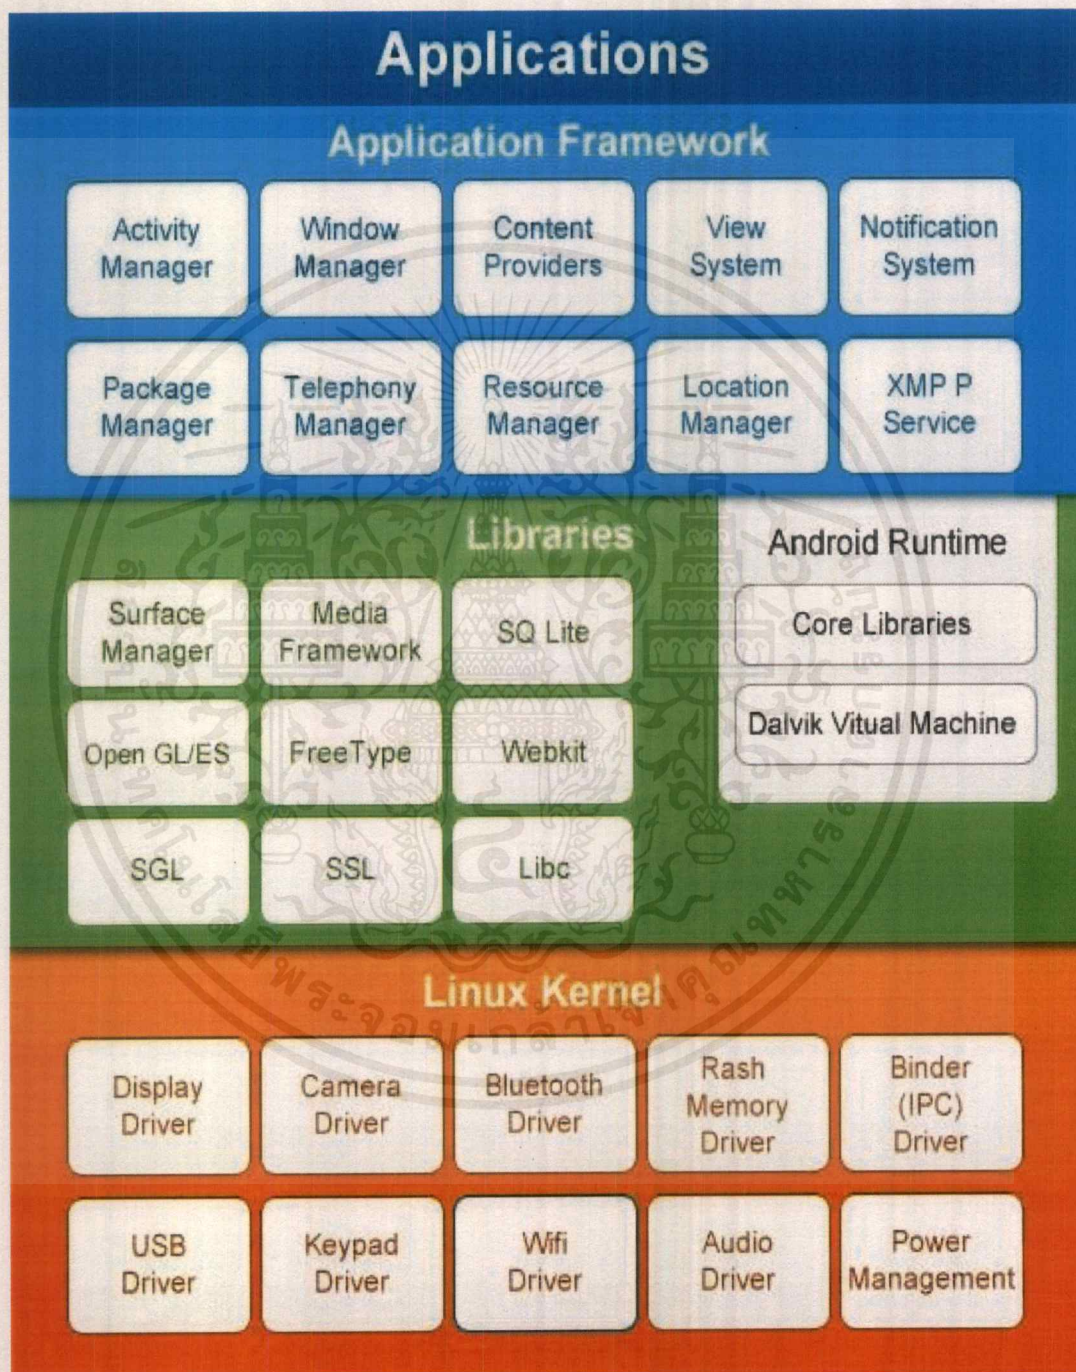 Applications
Application Framework
Activity
Manager
Window
Manager
Content
Providers
View
System
Notification
System
Package
Manager
Telephony
Manager
Resource
Manager
Location
Manager
XMP P
Service
Libraries
Surface
Manager
Media
Framework
SQ Lite
Open GL/ES
FreeType
Webkit
SGL
SSL
Libc
Android Runtime
Core Libraries
Dalvik Vitual Machine
Linux Kernel
Display
Driver
Camera
Driver
Bluetooth
Driver
Rash
Memory
Driver
Binder
(IPC)
Driver
USB
Driver
Keypad
Driver
Wifi
Driver
Audio
Driver
Power
Management